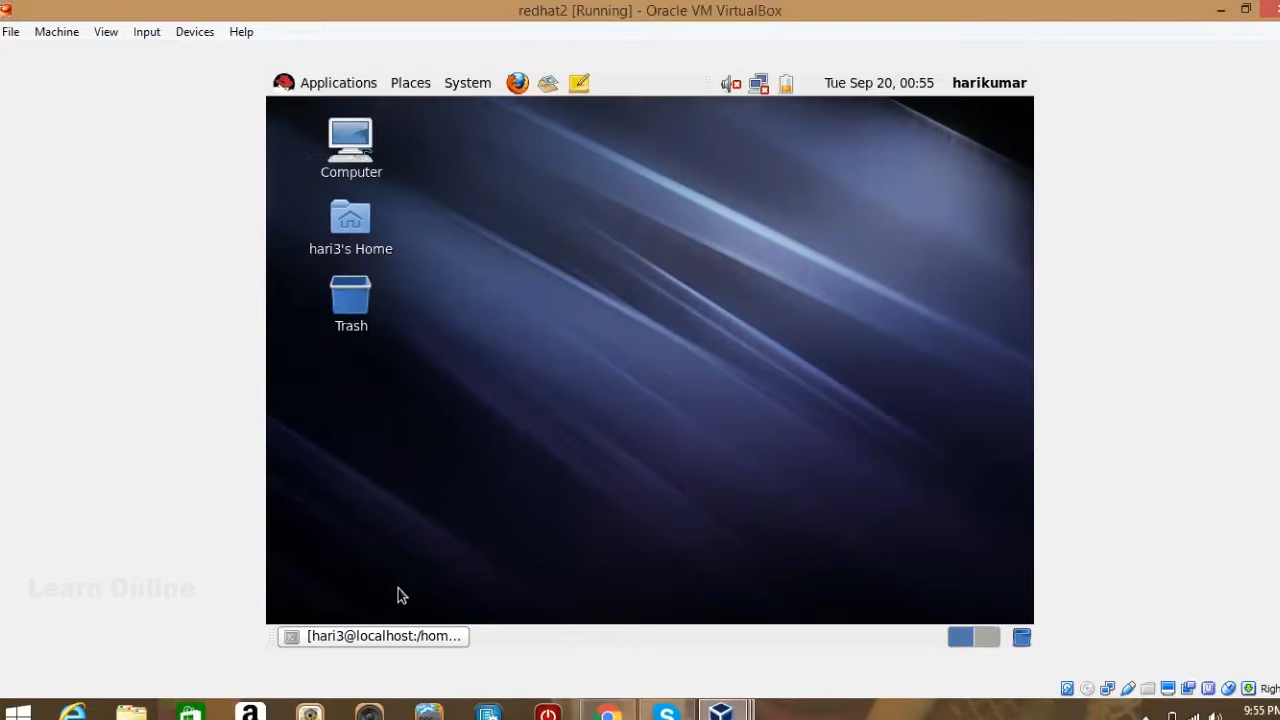 redhat2 [Running] - Oracle VM VirtualBox
File Machine View Input Devices Help
Applications Places System Tue Sep 20, 00:55 harikumar
Computer
hari3's Home
Trash
Learn Online
[hari3@localhost:/hom...
Righ
9:55 PM